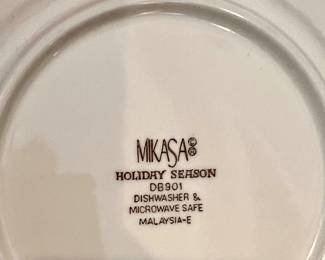 MIKASA®©
HOLIDAY SEASON
DB901
DISHWASHER &
MICROWAVE SAFE
MALAYSIA-E